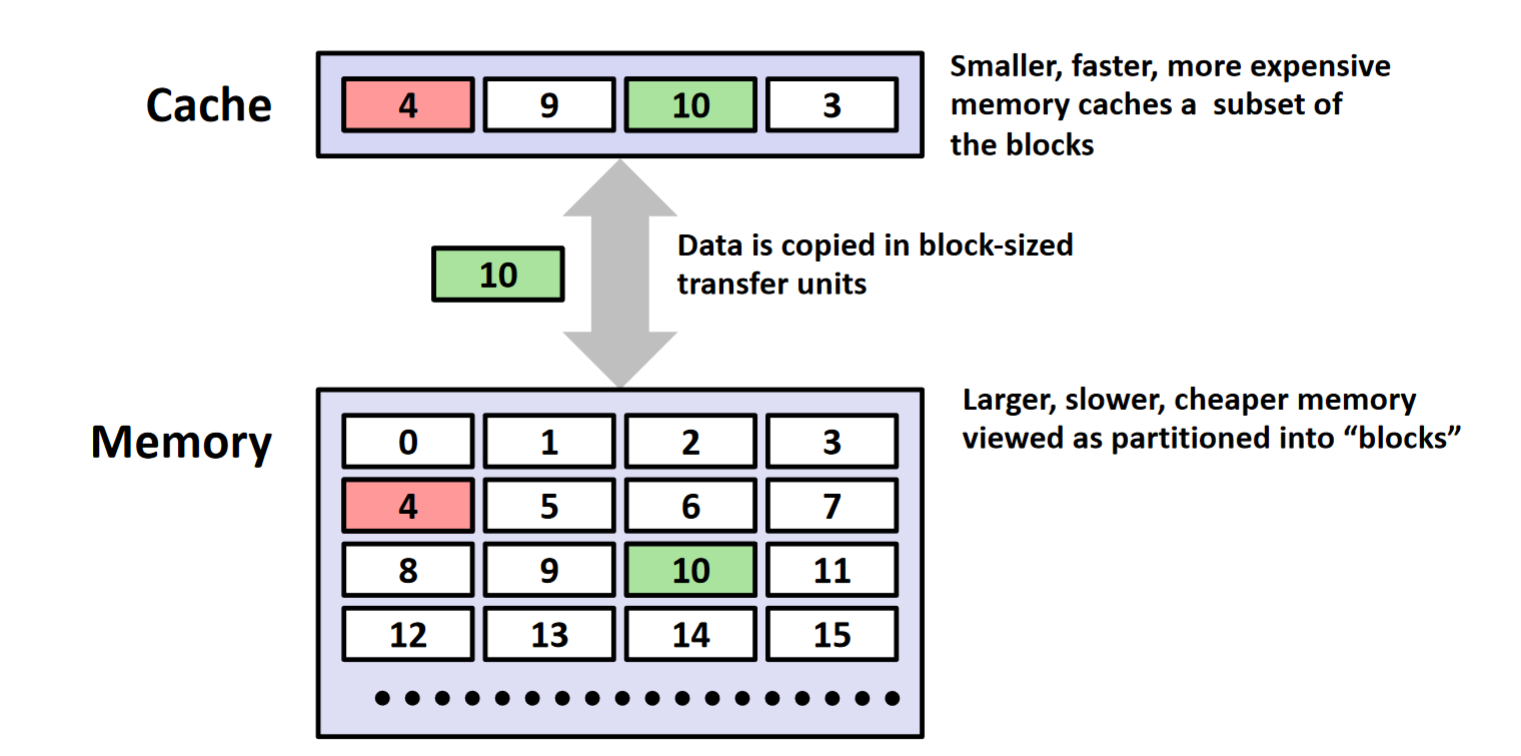 Cache
4 9 10 3
Smaller, faster, more expensive
memory caches a  subset of
the blocks
10
Data is copied in block-sized
transfer units
Memory
0 1 2 3
4 5 6 7
8 9 10 11
12 13 14 15
Larger, slower, cheaper memory
viewed as partitioned into “blocks”